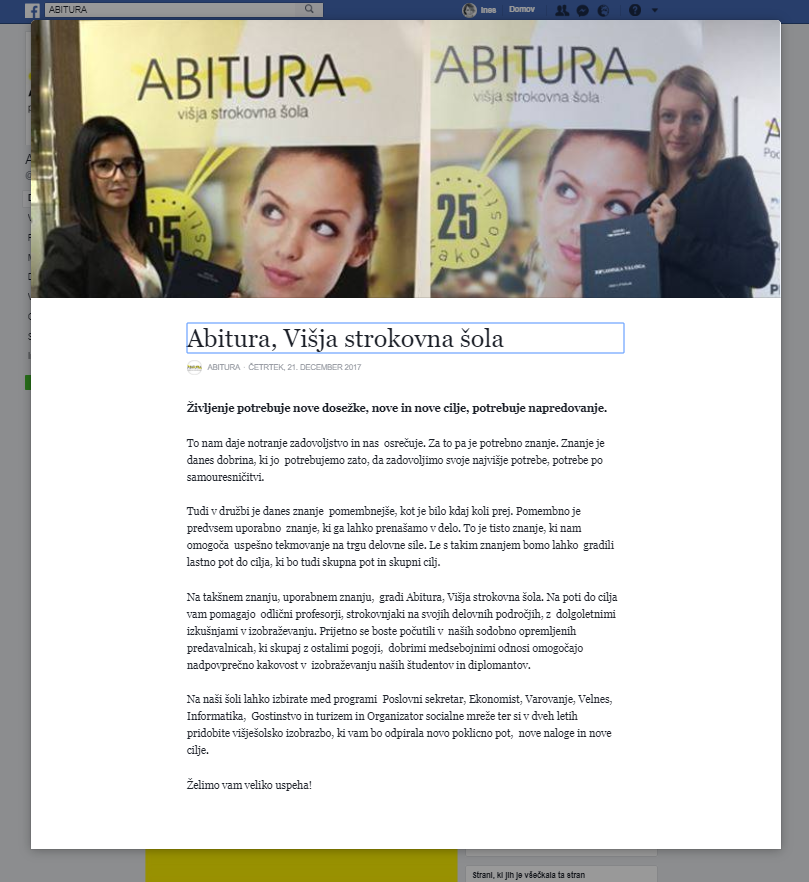 ABITURA
Ines
Domov
ABITURA
višja strokovna šola
ABITURA
višja strokovna šola
25
25
kakovosti
DIPLOMSKA NALOGA
Abitura, Višja strokovna šola
ABITURA · ČETRTEK, 21. DECEMBER 2017
Življenje potrebuje nove dosežke, nove in nove cilje, potrebuje napredovanje.
To nam daje notranje zadovoljstvo in nas osrečuje. Za to pa je potrebno znanje. Znanje je
danes dobrina, ki jo potrebujemo zato, da zadovoljimo svoje najvišje potrebe, potrebe po
samouresničitvi.
Tudi v družbi je danes znanje pomembnejše, kot je bilo kdaj koli prej. Pomembno je
predvsem uporabno znanje, ki ga lahko prenašamo v delo. To je tisto znanje, ki nam
omogoča uspešno tekmovanje na trgu delovne sile. Le s takim znanjem bomo lahko gradili
lastno pot do cilja, ki bo tudi skupna pot in skupni cilj.
Na takšnem znanju, uporabnem znanju, gradi Abitura, Višja strokovna šola. Na poti do cilja
vam pomagajo odlični profesorji, strokovnjaki na svojih delovnih področjih, z dolgoletnimi
izkušnjami v izobraževanju. Prijetno se boste počutili v naših sodobno opremljenih
predavalnicah, ki skupaj z ostalimi pogoji, dobrimi medsebojnimi odnosi omogočajo
nadpovprečno kakovost v izobraževanju naših študentov in diplomantov.
Na naši šoli lahko izbirate med programi Poslovni sekretar, Ekonomist, Varovanje, Velnes,
Informatika, Gostinstvo in turizem in Organizator socialne mreže ter si v dveh letih
pridobite višješolsko izobrazbo, ki vam bo odpirala novo poklicno pot, nove naloge in nove
cilje.
Želimo vam veliko uspeha!
Strani, ki jih je všečkala ta stran